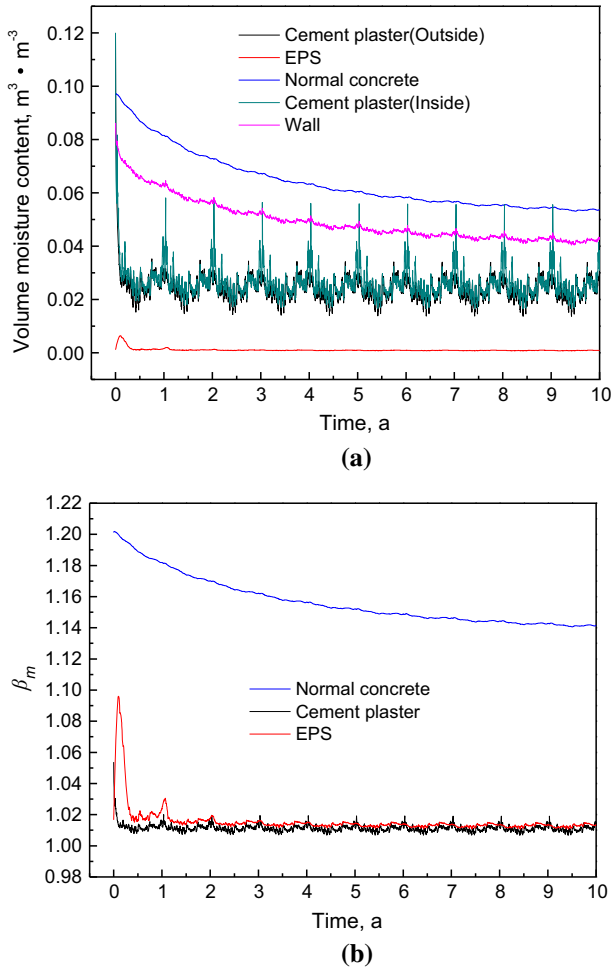 0.12
0.10
0.08
0.06
0.04
0.02
0.00
Volume moisture content, m³ • m⁻³
Cement plaster(Outside)
EPS
Normal concrete
Cement plaster(Inside)
Wall
0 1 2 3 4 5 6 7 8 9 10
Time, a
(a)
1.22
1.20
1.18
1.16
1.14
1.12
1.10
1.08
1.06
1.04
1.02
1.00
0.98
βm
Normal concrete
Cement plaster
EPS
0 1 2 3 4 5 6 7 8 9 10
Time, a
(b)